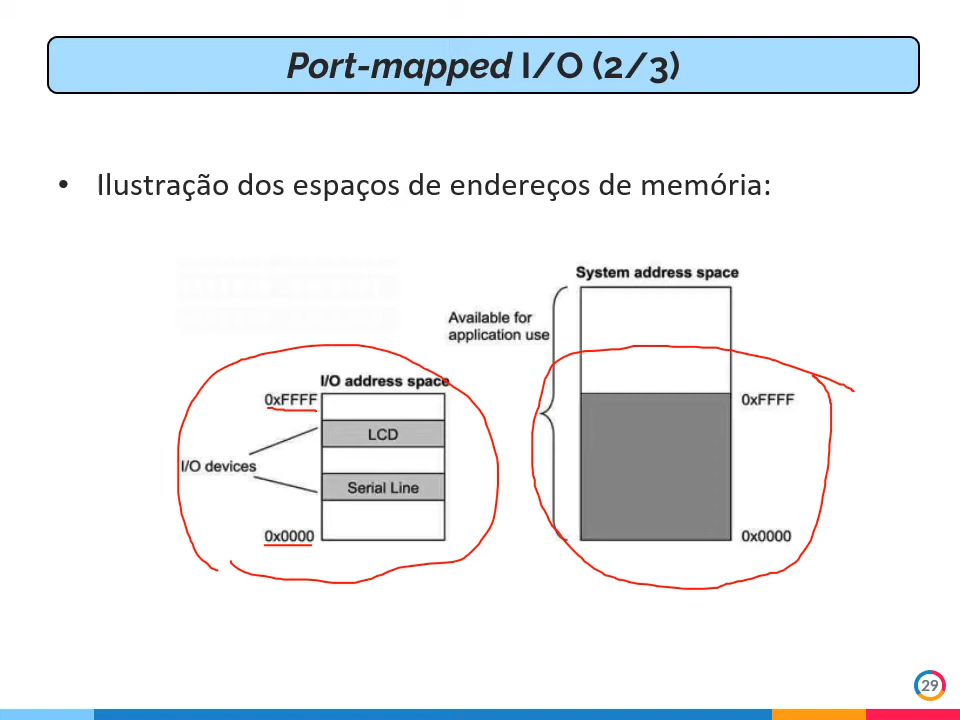 Port-mapped I/O (2/3)
• Ilustração dos espaços de endereços de memória:
System address space
Available for
application use
I/O address space
0xFFFF
0xFFFF
LCD
I/O devices
Serial Line
0x0000
0x0000
29